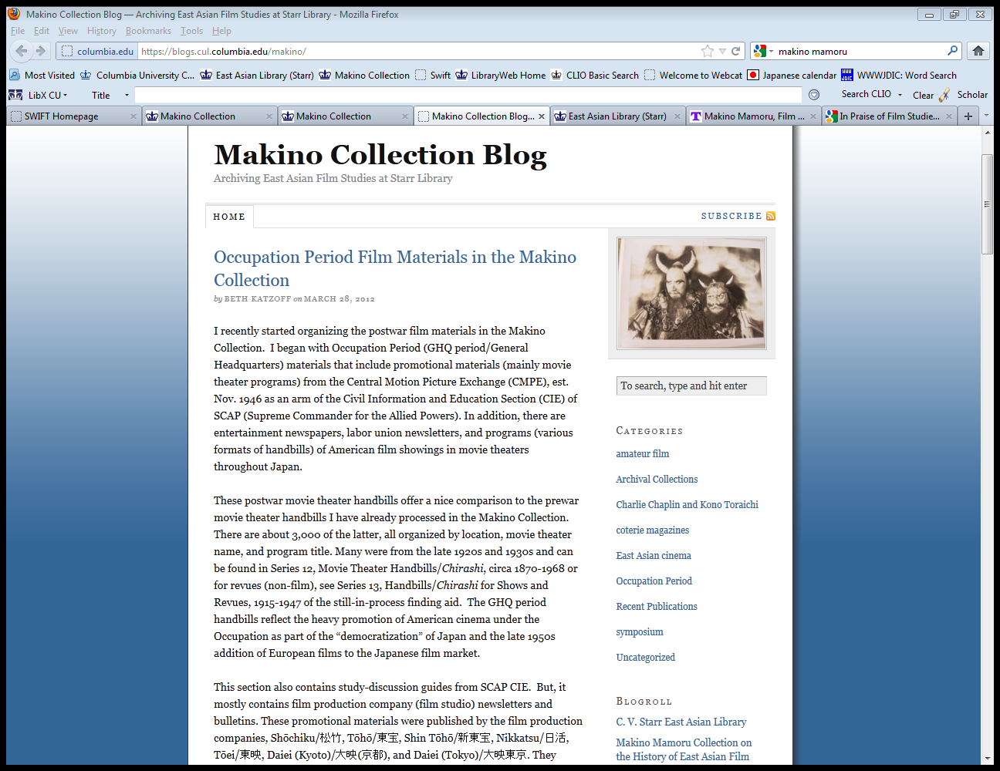 Makino Collection Blog — Archiving East Asian Film Studies at Starr Library - Mozilla Firefox
File Edit View History Bookmarks Tools Help
columbia.edu https://blogs.cul.columbia.edu/makino/ makino mamoru
Most Visited Columbia University C... East Asian Library (Starr) Makino Collection Swift LibraryWeb Home CLIO Basic Search Welcome to Webcat Japanese calendar WWWJDIC: Word Search
LibX CU Title Search CLIO Clear Scholar
SWIFT Homepage Makino Collection Makino Collection Makino Collection Blog... East Asian Library (Starr) Makino Mamoru, Film ... In Praise of Film Studie...
Makino Collection Blog
Archiving East Asian Film Studies at Starr Library
HOME SUBSCRIBE
Occupation Period Film Materials in the Makino
Collection
by BETH KATZOFF on MARCH 28, 2012
I recently started organizing the postwar film materials in the Makino
Collection.  I began with Occupation Period (GHQ period/General
Headquarters) materials that include promotional materials (mainly movie
theater programs) from the Central Motion Picture Exchange (CMPE), est.
Nov. 1946 as an arm of the Civil Information and Education Section (CIE) of
SCAP (Supreme Commander for the Allied Powers). In addition, there are
entertainment newspapers, labor union newsletters, and programs (various
formats of handbills) of American film showings in movie theaters
throughout Japan.
These postwar movie theater handbills offer a nice comparison to the prewar
movie theater handbills I have already processed in the Makino Collection.
There are about 3,000 of the latter, all organized by location, movie theater
name, and program title. Many were from the late 1920s and 1930s and can
be found in Series 12, Movie Theater Handbills/Chirashi, circa 1870-1968 or
for revues (non-film), see Series 13, Handbills/Chirashi for Shows and
Revues, 1915-1947 of the still-in-process finding aid.  The GHQ period
handbills reflect the heavy promotion of American cinema under the
Occupation as part of the “democratization” of Japan and the late 1950s
addition of European films to the Japanese film market.
This section also contains study-discussion guides from SCAP CIE.  But, it
mostly contains film production company (film studio) newsletters and
bulletins. These promotional materials were published by the film production
companies, Shōchiku/松竹, Tōhō/東宝, Shin Tōhō/新東宝, Nikkatsu/日活,
Tōei/東映, Daiei (Kyoto)/大映(京都), and Daiei (Tokyo)/大映東京. They
To search, type and hit enter
CATEGORIES
amateur film
Archival Collections
Charlie Chaplin and Kono Toraichi
coterie magazines
East Asian cinema
Occupation Period
Recent Publications
symposium
Uncategorized
BLOGROLL
C. V. Starr East Asian Library
Makino Mamoru Collection on
the History of East Asian Film